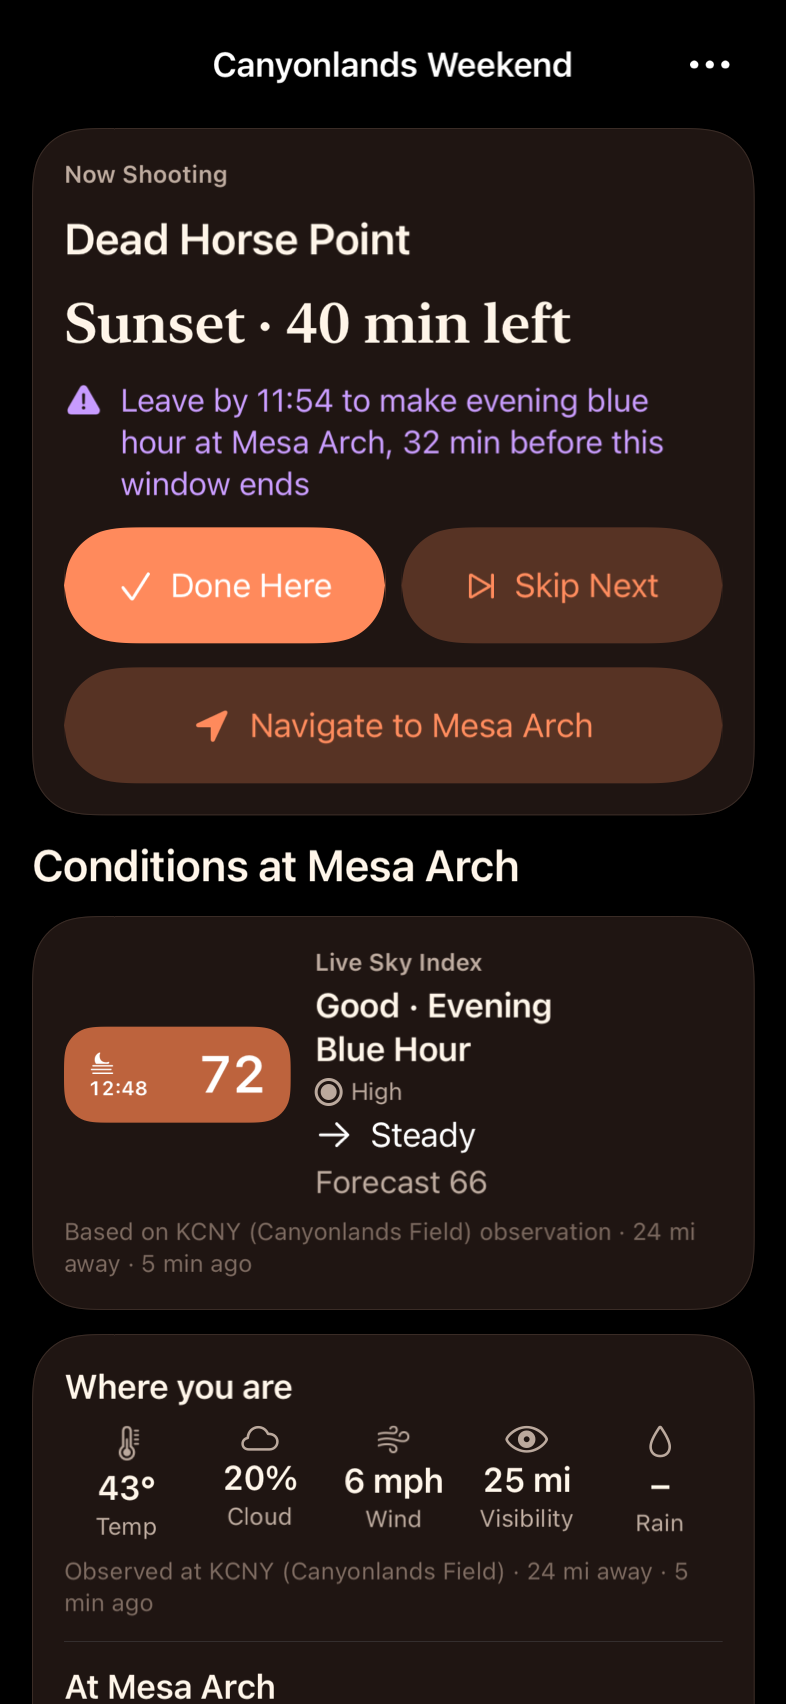 Canyonlands Weekend
Now Shooting
Dead Horse Point
Sunset · 40 min left
Leave by 11:54 to make evening blue
hour at Mesa Arch, 32 min before this
window ends
Done Here
Skip Next
Navigate to Mesa Arch
Conditions at Mesa Arch
Live Sky Index
Good · Evening
Blue Hour
12:48
72
High
Steady
Forecast 66
Based on KCNY (Canyonlands Field) observation · 24 mi
away · 5 min ago
Where you are
43° 20% 6 mph 25 mi –
Temp Cloud Wind Visibility Rain
Observed at KCNY (Canyonlands Field) · 24 mi away · 5
min ago
At Mesa Arch